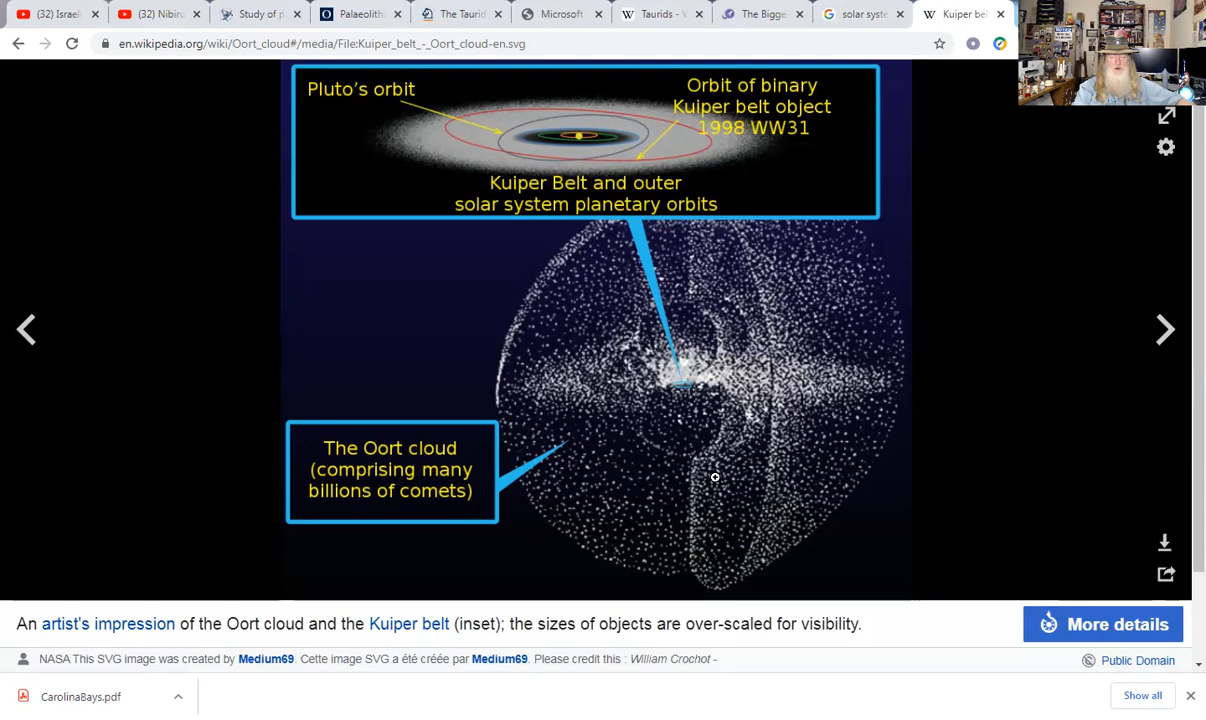 (32) Israeli
(32) Nibiru
Study of p
Palaeolith
The Taurid
Microsoft
Taurids - W
The Bigge
solar syste
Kuiper bel
en.wikipedia.org/wiki/Oort_cloud#/media/File:Kuiper_belt_-_Oort_cloud-en.svg
Pluto's orbit
Orbit of binary
Kuiper belt object
1998 WW31
Kuiper Belt and outer
solar system planetary orbits
The Oort cloud
(comprising many
billions of comets)
An artist's impression of the Oort cloud and the Kuiper belt (inset); the sizes of objects are over-scaled for visibility.
More details
NASA This SVG image was created by Medium69. Cette image SVG a été créée par Medium69. Please credit this : William Crochot -
Public Domain
CarolinaBays.pdf
Show all